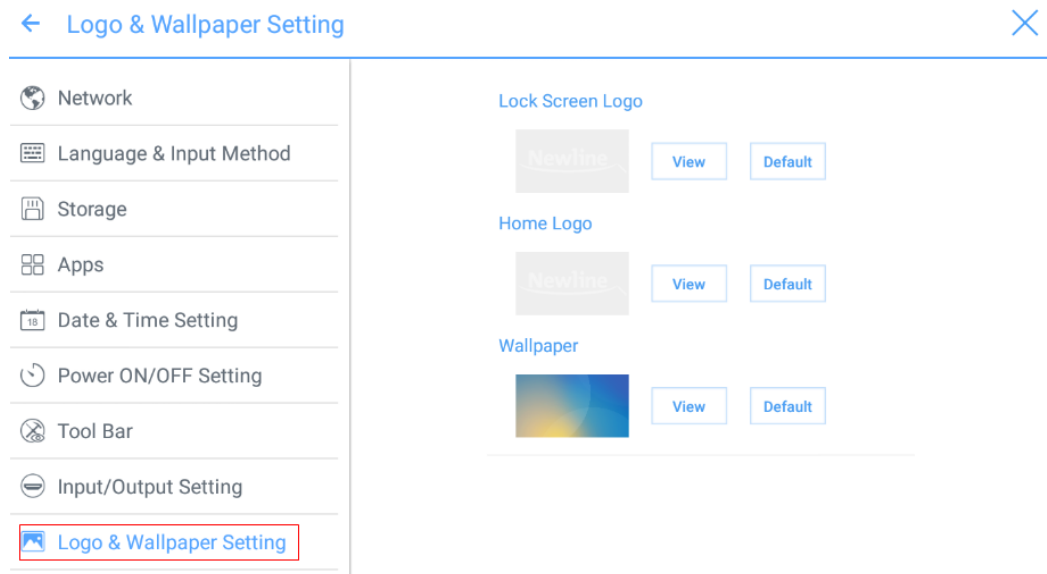 Logo & Wallpaper Setting
Network
Language & Input Method
Storage
Apps
18
Date & Time Setting
Power ON/OFF Setting
Tool Bar
Input/Output Setting
Logo & Wallpaper Setting
Lock Screen Logo
Newline
View
Default
Home Logo
Newline
View
Default
Wallpaper
View
Default